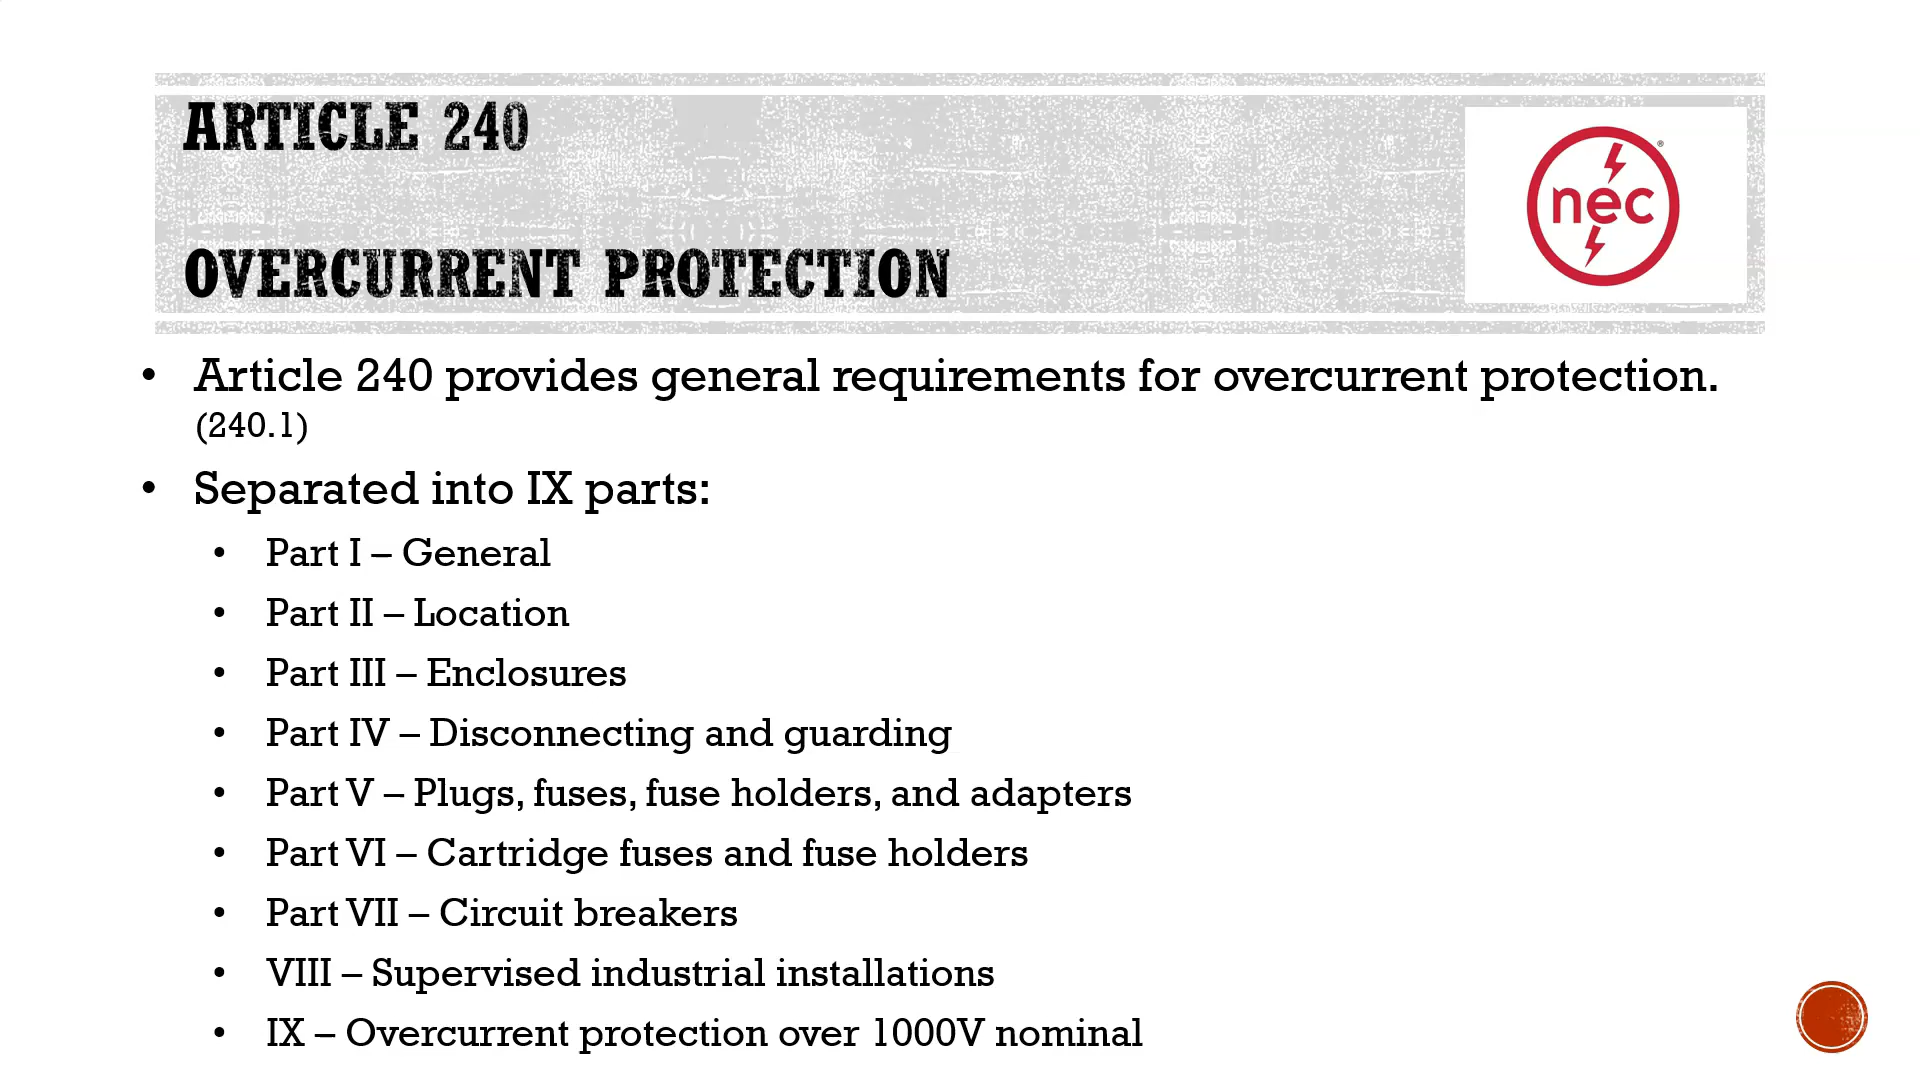 ARTICLE 240
OVERCURRENT PROTECTION
nec®
• Article 240 provides general requirements for overcurrent protection.
(240.1)
• Separated into IX parts:
• Part I – General
• Part II – Location
• Part III – Enclosures
• Part IV – Disconnecting and guarding
• Part V – Plugs, fuses, fuse holders, and adapters
• Part VI – Cartridge fuses and fuse holders
• Part VII – Circuit breakers
• VIII – Supervised industrial installations
• IX – Overcurrent protection over 1000V nominal